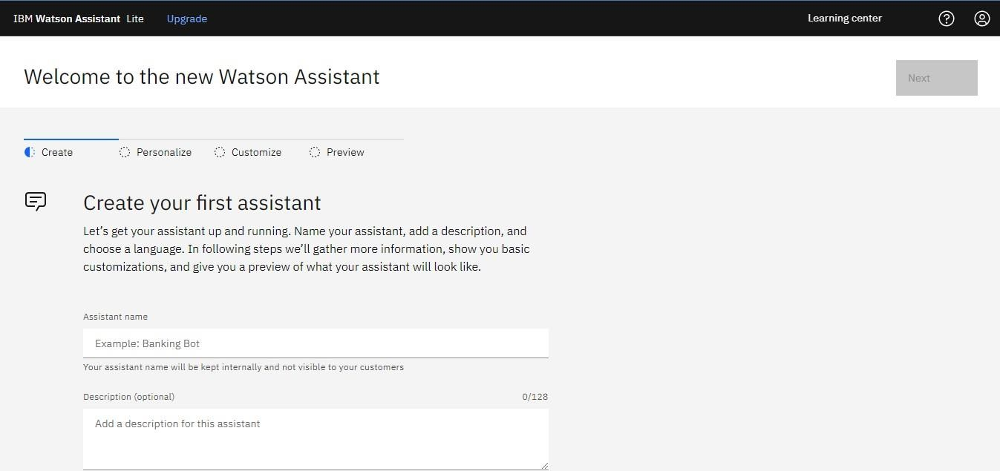 IBM Watson Assistant Lite Upgrade Learning center
Welcome to the new Watson Assistant
Next
Create Personalize Customize Preview
Create your first assistant
Let’s get your assistant up and running. Name your assistant, add a description, and
choose a language. In following steps we’ll gather more information, show you basic
customizations, and give you a preview of what your assistant will look like.
Assistant name
Example: Banking Bot
Your assistant name will be kept internally and not visible to your customers
Description (optional) 0/128
Add a description for this assistant